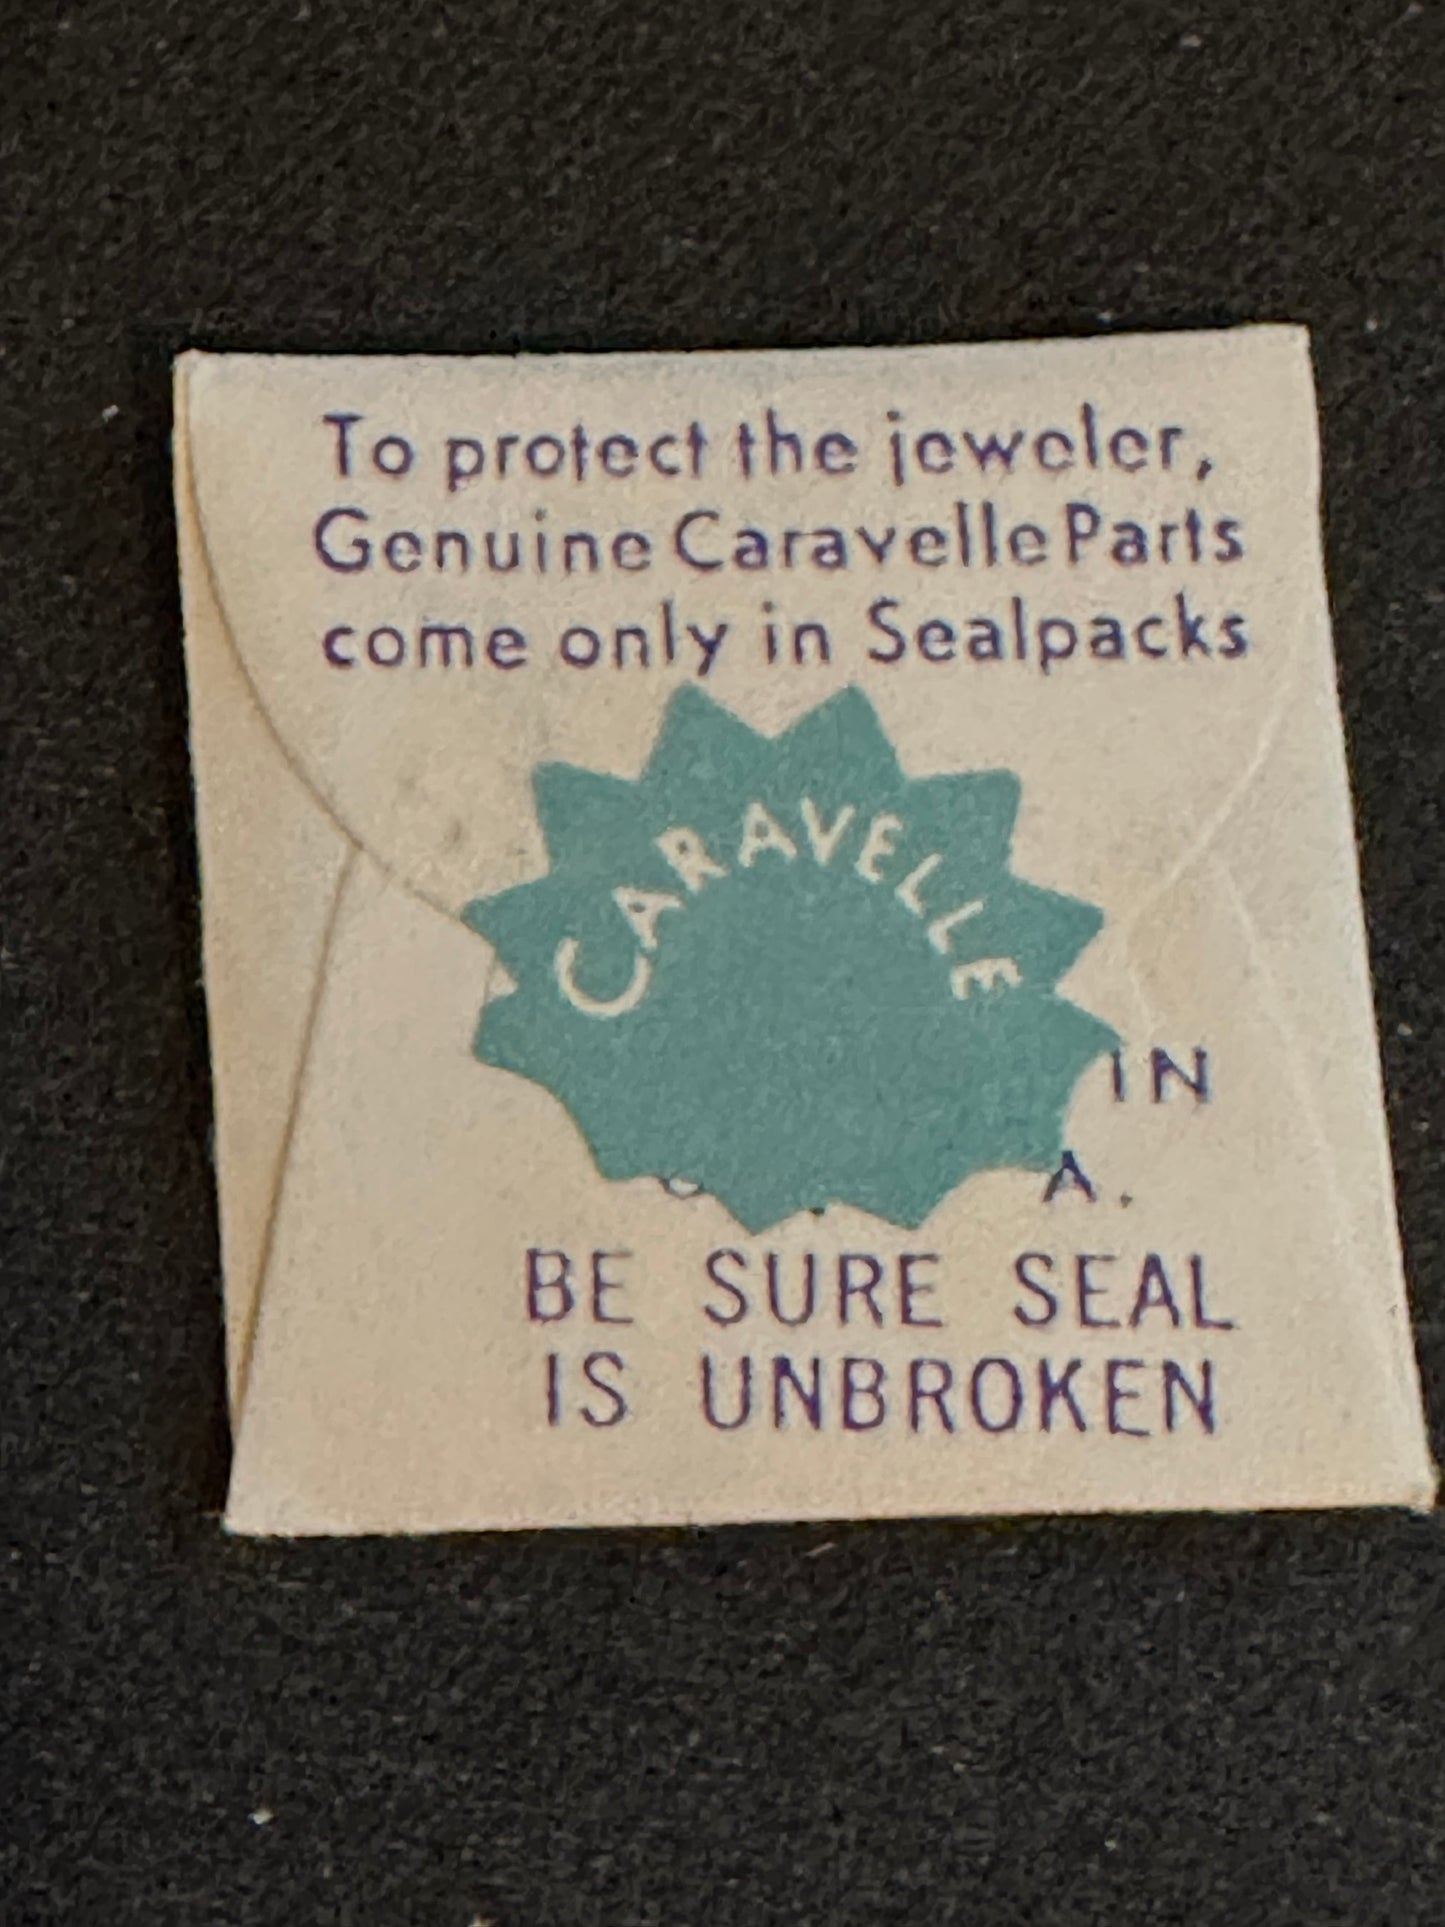 To protect the jeweler,
Genuine Caravelle Parts
come only in Sealpacks
CARAVELLE
IN
A.
BE SURE SEAL
IS UNBROKEN